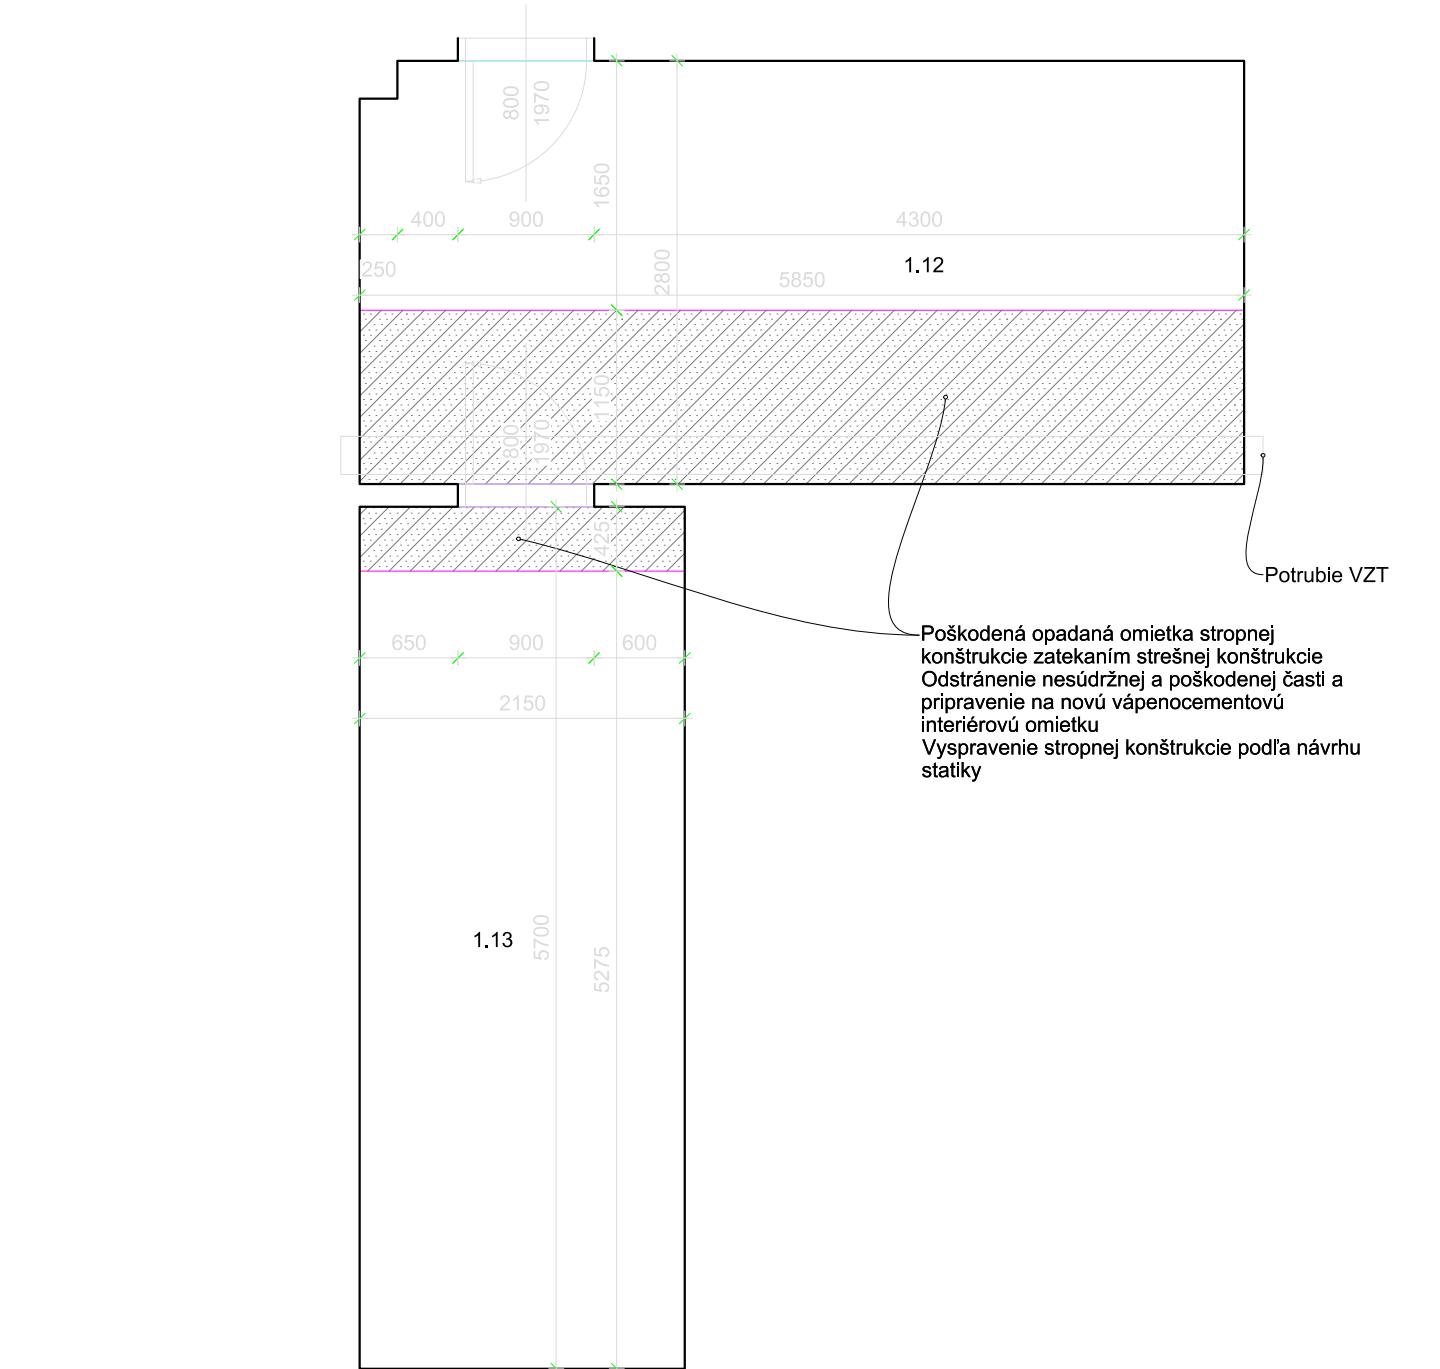 800
1970
1650
400
900
4300
2800
1.12
250
5850
1150
800
1970
425
Potrubie VZT
Poškodená opadaná omietka stropnej
konštrukcie zatekaním strešnej konštrukcie
Odstránenie nesúdržnej a poškodenej časti a
pripravenie na novú vápenocementovú
interiérovú omietku
Vyspravenie stropnej konštrukcie podľa návrhu
statiky
650
900
600
2150
1.13
5700
5275